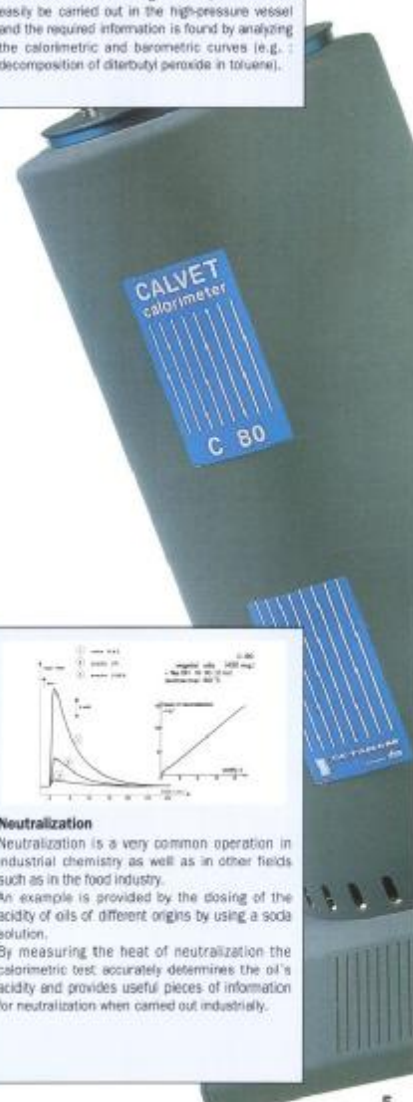 easily be carried out in the high-pressure vessel
and the required information is found by analyzing
the calorimetric and barometric curves (e.g. :
decomposition of diterbutyl peroxide in toluene).
CALVET
calorimeter
C 80
SETARAM
Neutralization
Neutralization is a very common operation in
industrial chemistry as well as in other fields
such as in the food industry.
An example is provided by the dosing of the
acidity of oils of different origins by using a soda
solution.
By measuring the heat of neutralization the
calorimetric test accurately determines the oil's
acidity and provides useful pieces of information
for neutralization when carried out industrially.
5